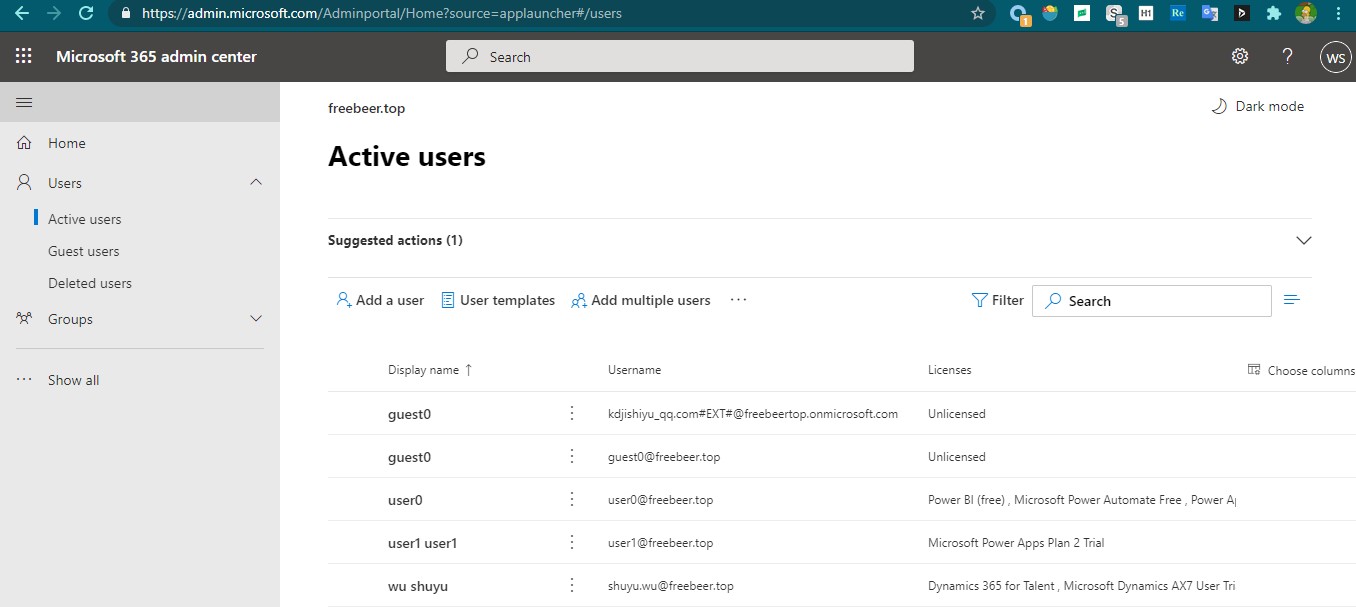 https://admin.microsoft.com/Adminportal/Home?source=applauncher#/users
1
5
H1
Re
Microsoft 365 admin center
Search
?
WS
freebeer.top
Dark mode
Home
Active users
Users
Active users
Guest users
Deleted users
Groups
Show all
Suggested actions (1)
Add a user User templates Add multiple users ...
Filter Search
Display name ↑ Username Licenses Choose columns
guest0 kdjishiyu_qq.com#EXT#@freebeertop.onmicrosoft.com Unlicensed
guest0 guest0@freebeer.top Unlicensed
user0 user0@freebeer.top Power BI (free) , Microsoft Power Automate Free , Power A
user1 user1 user1@freebeer.top Microsoft Power Apps Plan 2 Trial
wu shuyu shuyu.wu@freebeer.top Dynamics 365 for Talent , Microsoft Dynamics AX7 User Tri